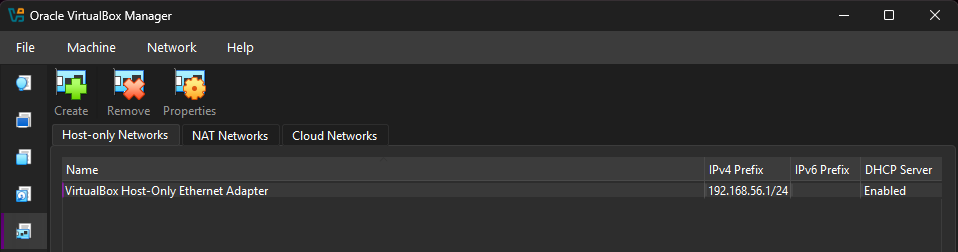 Oracle VirtualBox Manager
File Machine Network Help
Create Remove Properties
Host-only Networks NAT Networks Cloud Networks
Name IPv4 Prefix IPv6 Prefix DHCP Server
VirtualBox Host-Only Ethernet Adapter 192.168.56.1/24 Enabled